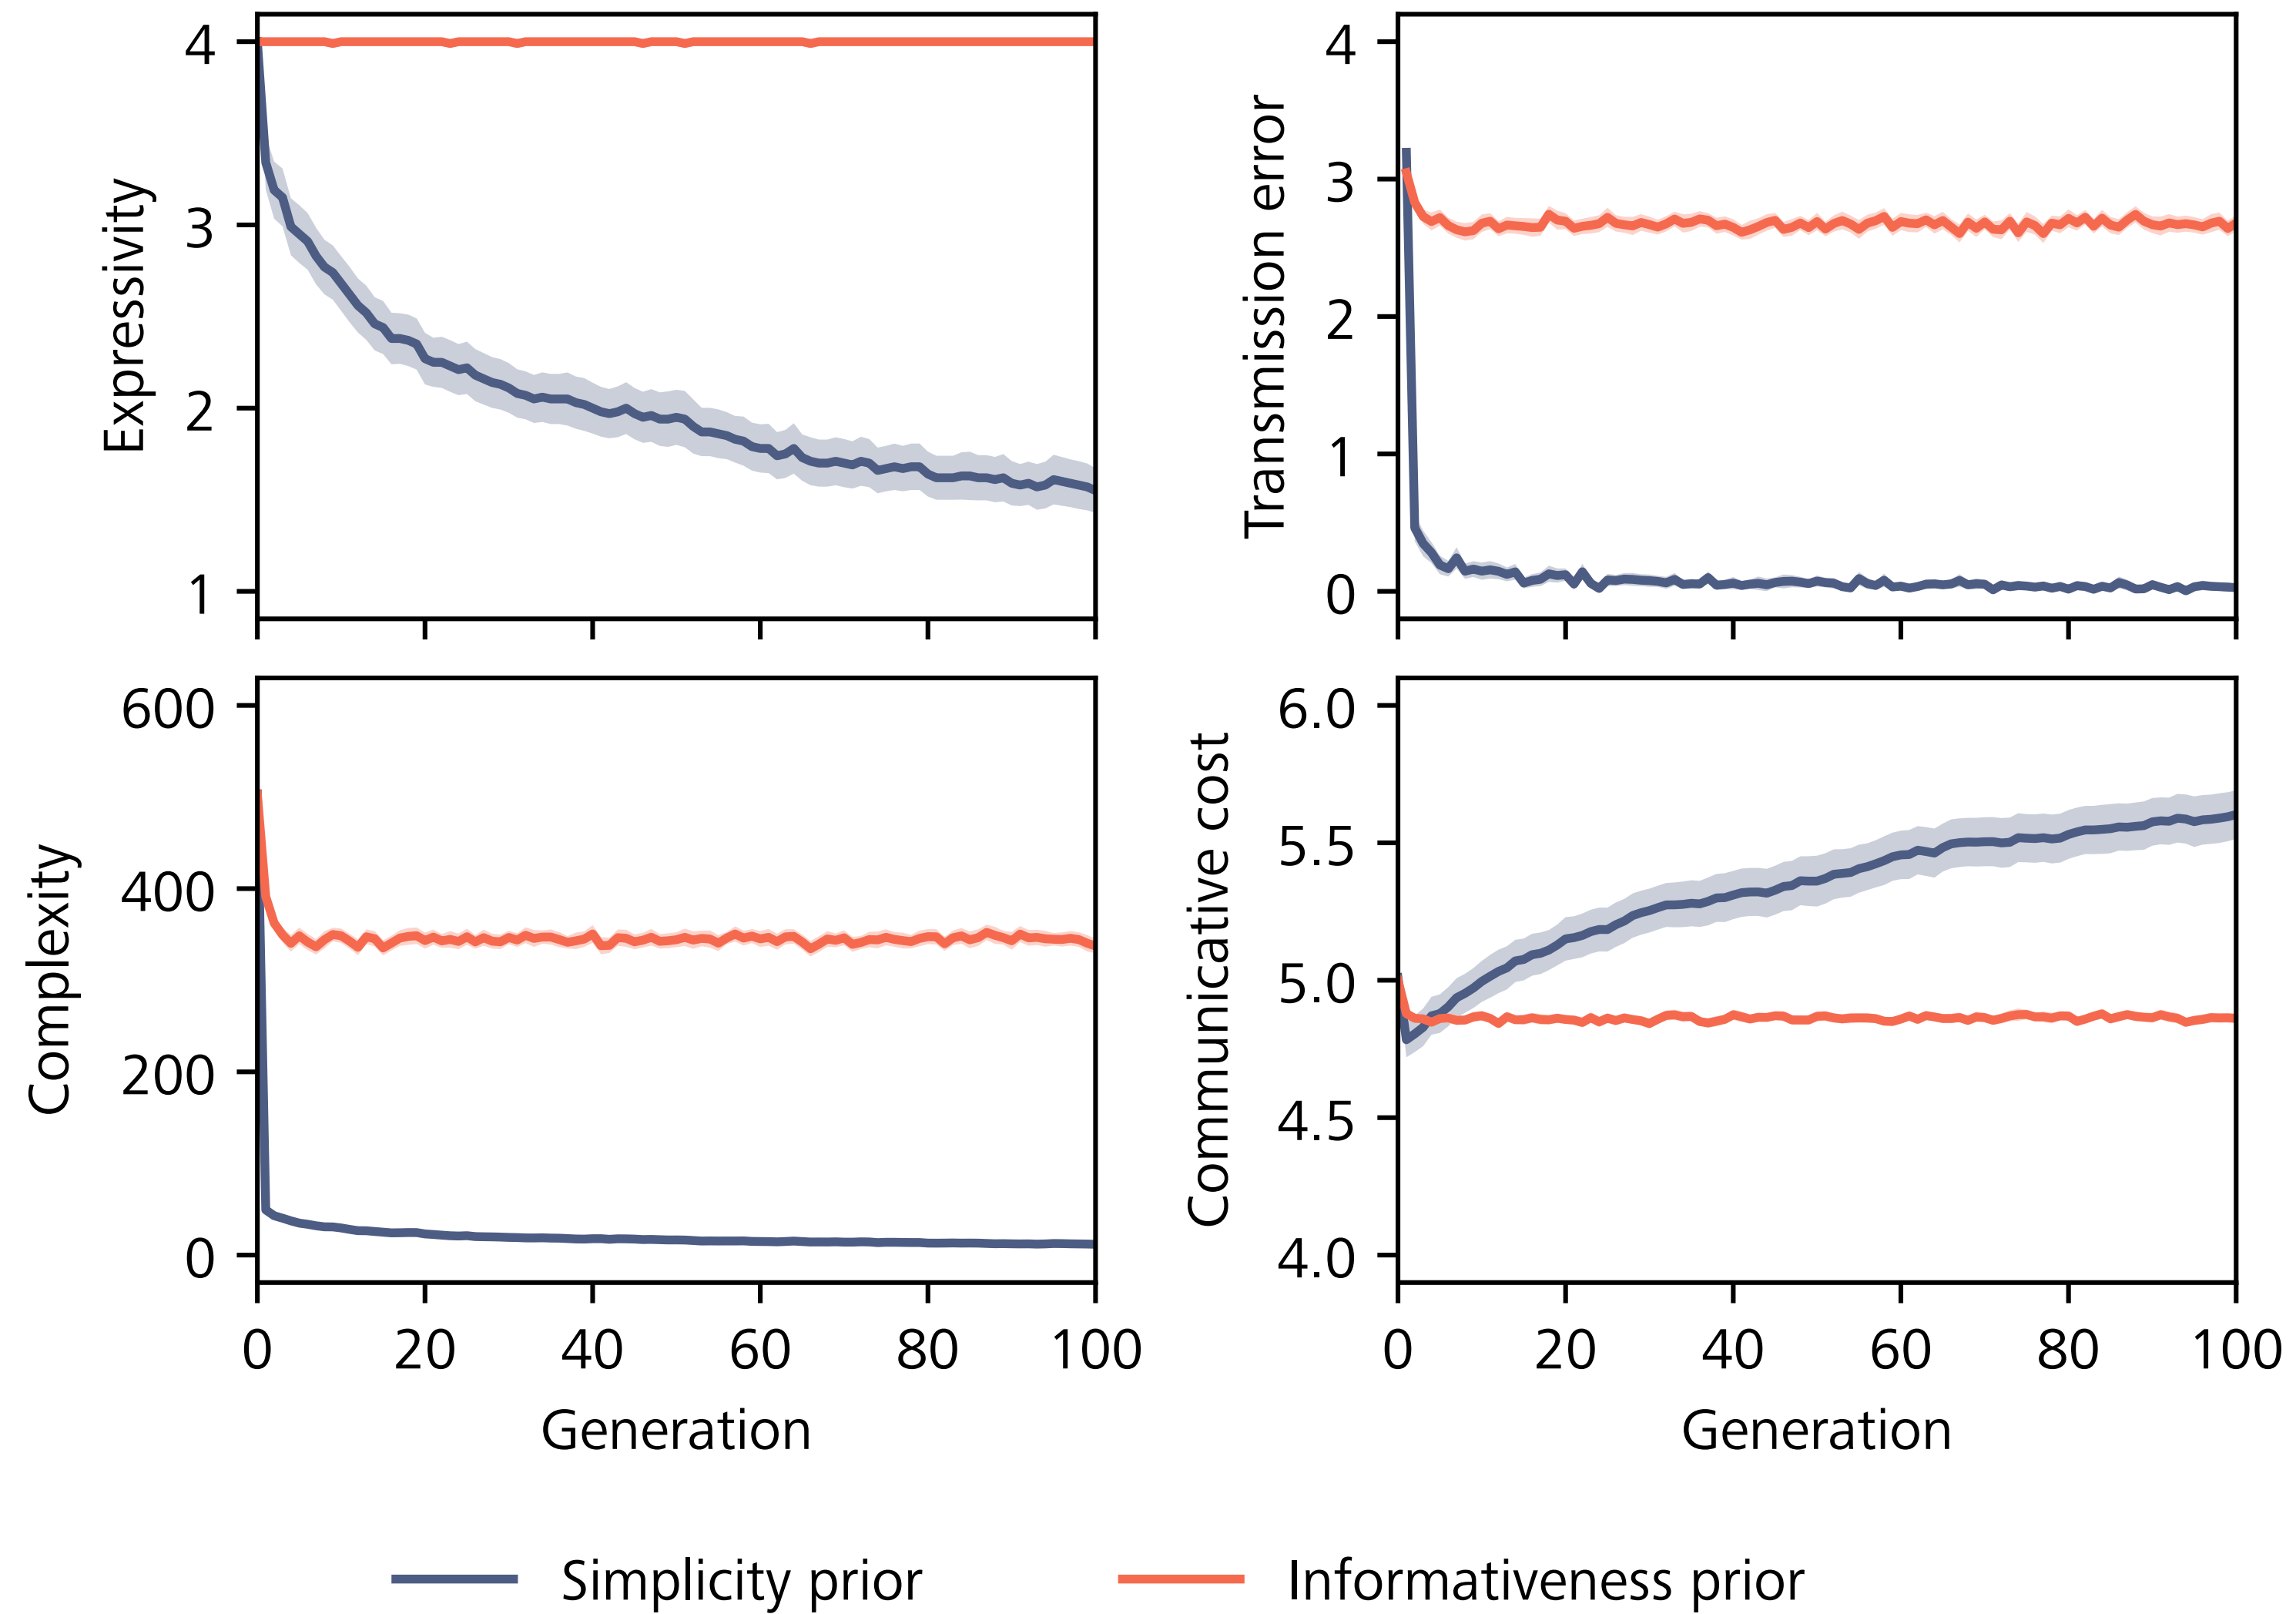 Expressivity
4
3
2
1
Transmission error
4
3
2
1
0
Complexity
600
400
200
0
0 20 40 60 80 100
Generation
Communicative cost
6.0
5.5
5.0
4.5
4.0
0 20 40 60 80 100
Generation
Simplicity prior
Informativeness prior